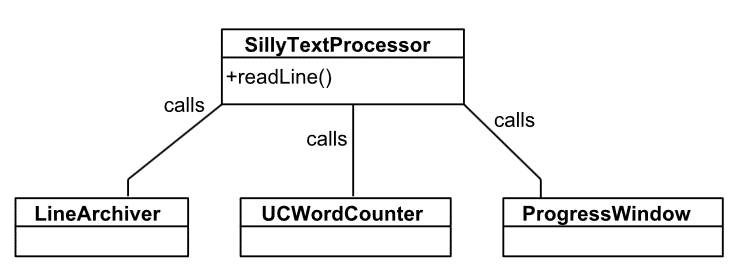 SillyTextProcessor
+readLine()
calls
calls
calls
LineArchiver
UCWordCounter
ProgressWindow